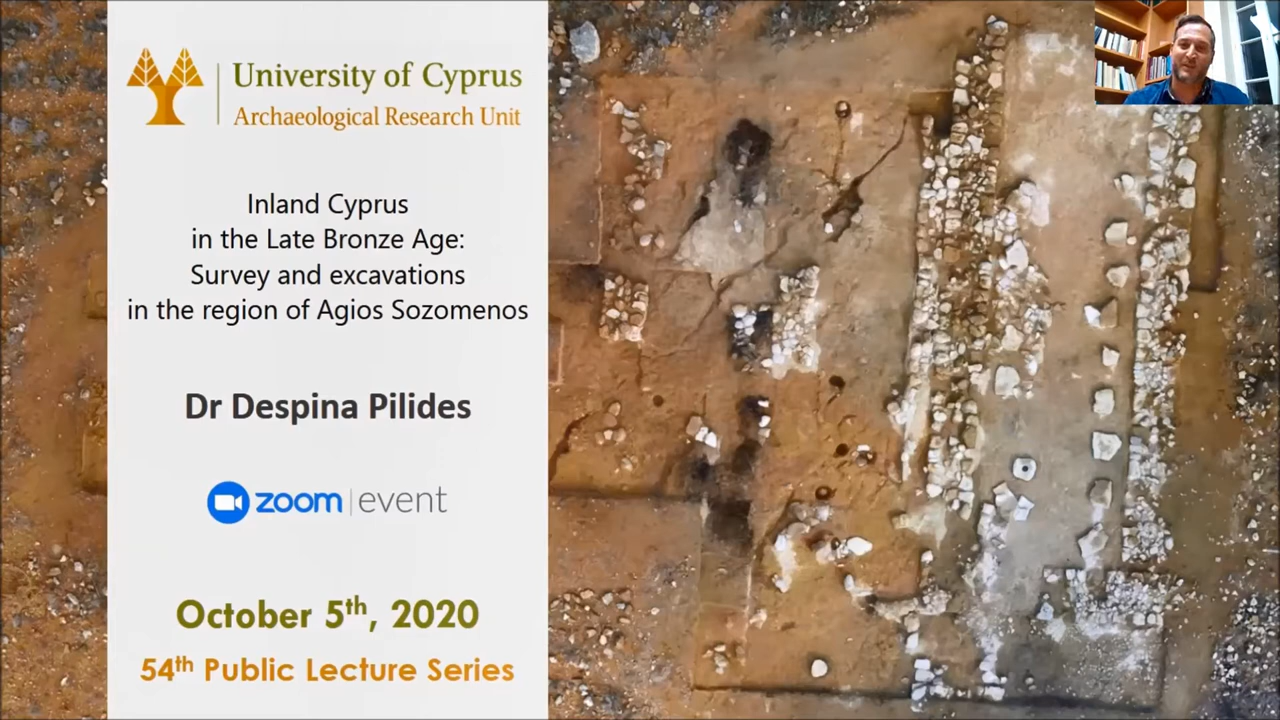 University of Cyprus
Archaeological Research Unit
Inland Cyprus
in the Late Bronze Age:
Survey and excavations
in the region of Agios Sozomenos
Dr Despina Pilides
zoom | event
October 5th, 2020
54th Public Lecture Series